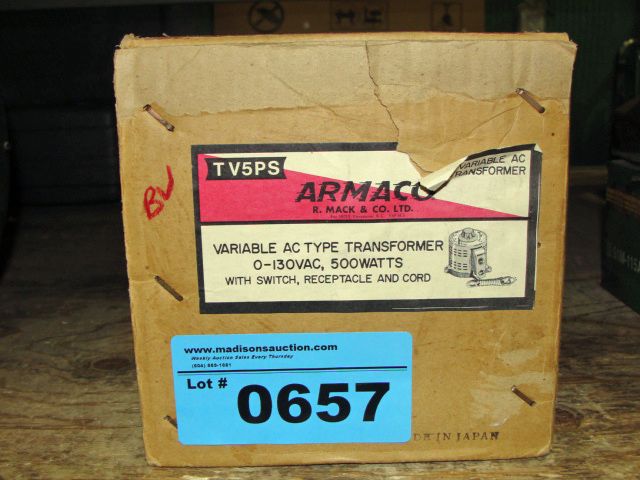 TV5PS
VARIABLE AC
TRANSFORMER
ARMACO
R. MACK & CO. LTD.
VARIABLE AC TYPE TRANSFORMER
0-130VAC, 500WATTS
WITH SWITCH, RECEPTACLE AND CORD
BV
www.madisonsauction.com
Weekly Auction Sales Every Thursday
Lot # 0657
DE IN JAPAN